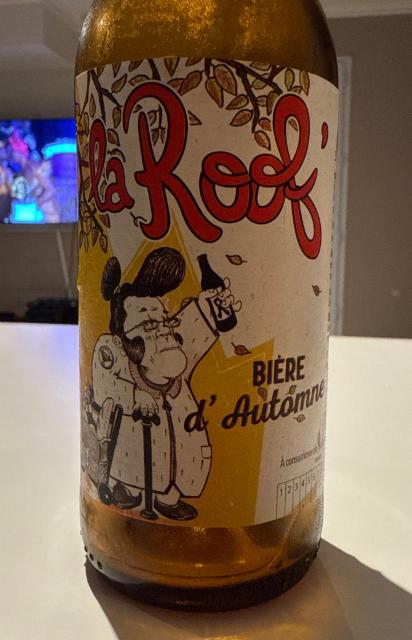 la Roof'
R
BIÈRE
d'Automne
À consommer
1 2 3 4 5 6